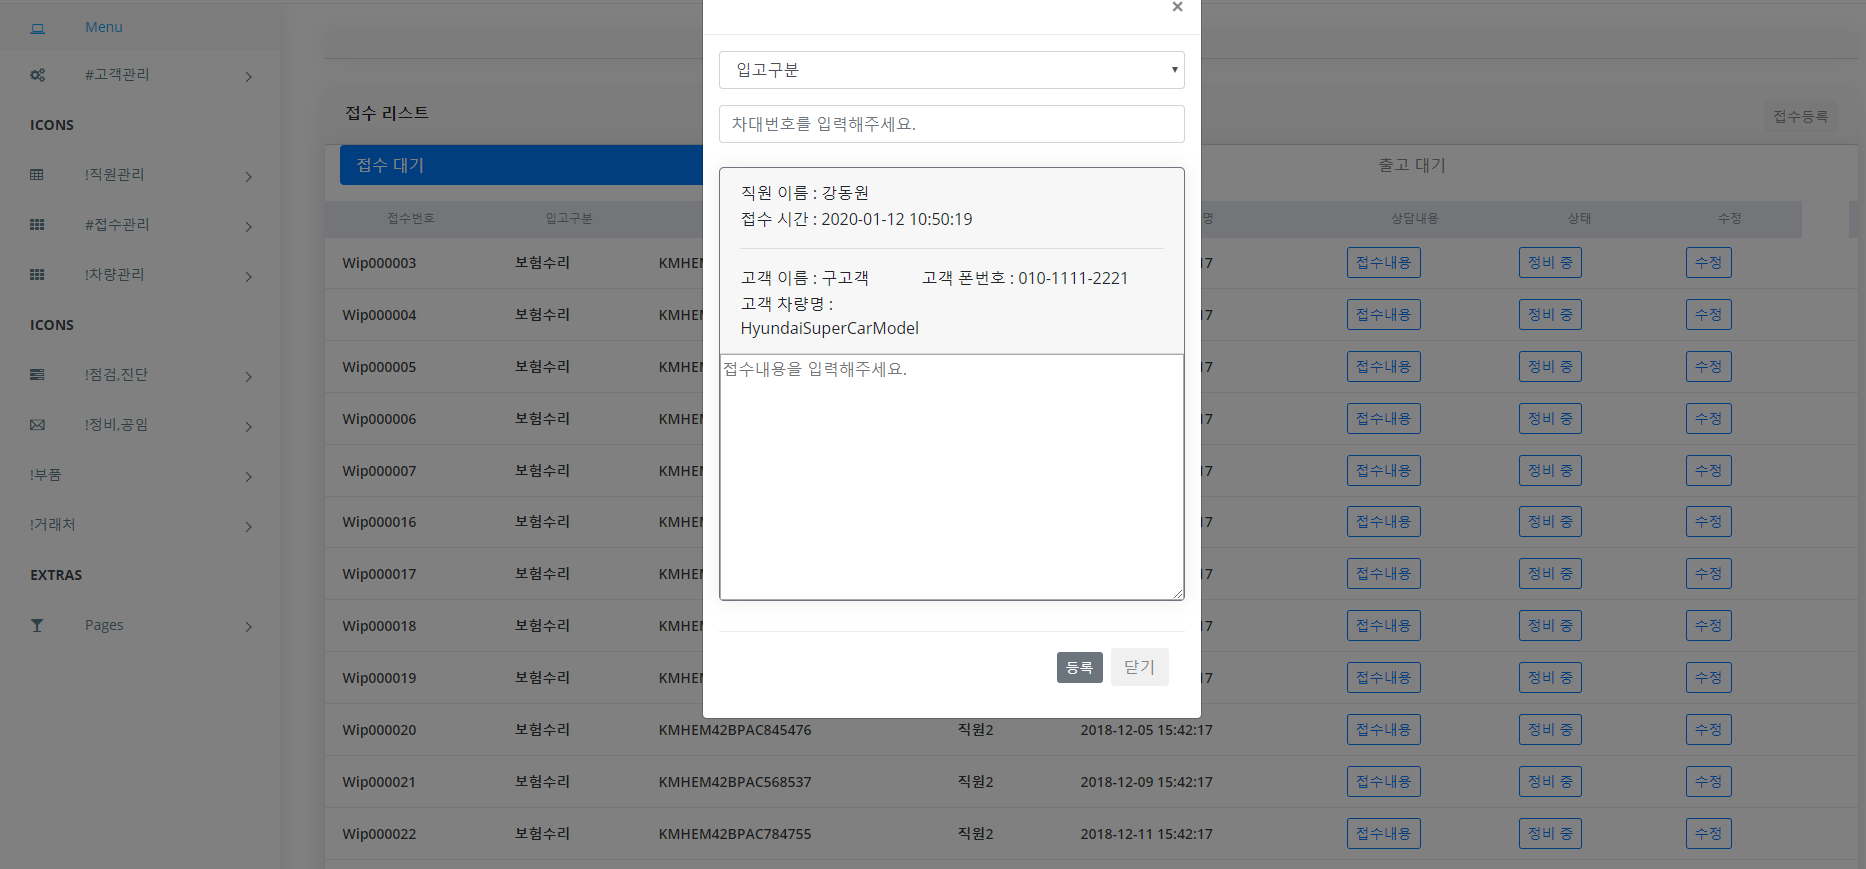 Menu
#고객관리
ICONS
!직원관리
#접수관리
!차량관리
ICONS
!점검,진단
!정비,공임
!부품
!거래처
EXTRAS
Pages
접수 리스트
접수등록
접수 대기
출고 대기
접수번호 입고구분 명 상담내용 상태 수정
Wip000003 보험수리 KMHEM 17 접수내용 정비 중 수정
Wip000004 보험수리 KMHEM 17 접수내용 정비 중 수정
Wip000005 보험수리 KMHEM 17 접수내용 정비 중 수정
Wip000006 보험수리 KMHEM 17 접수내용 정비 중 수정
Wip000007 보험수리 KMHEM 17 접수내용 정비 중 수정
Wip000016 보험수리 KMHEM 17 접수내용 정비 중 수정
Wip000017 보험수리 KMHEM 17 접수내용 정비 중 수정
Wip000018 보험수리 KMHEM 17 접수내용 정비 중 수정
Wip000019 보험수리 KMHEM 17 접수내용 정비 중 수정
Wip000020 보험수리 KMHEM42BPAC845476 직원2 2018-12-05 15:42:17 접수내용 정비 중 수정
Wip000021 보험수리 KMHEM42BPAC568537 직원2 2018-12-09 15:42:17 접수내용 정비 중 수정
Wip000022 보험수리 KMHEM42BPAC784755 직원2 2018-12-11 15:42:17 접수내용 정비 중 수정
×
입고구분
차대번호를 입력해주세요.
직원 이름 : 강동원
접수 시간 : 2020-01-12 10:50:19
고객 이름 : 구고객 고객 폰번호 : 010-1111-2221
고객 차량명 :
HyundaiSuperCarModel
접수내용을 입력해주세요.
등록 닫기